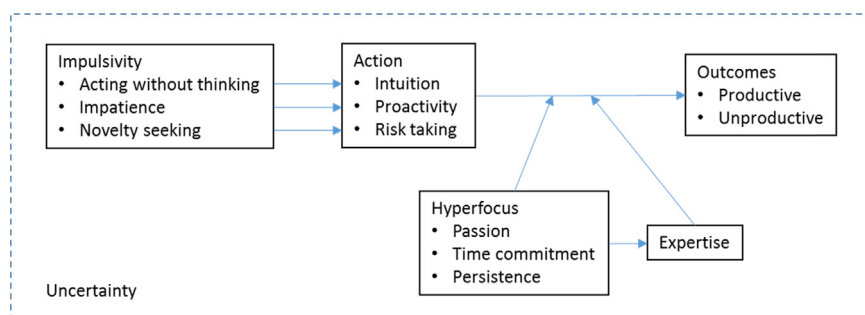 Impulsivity
• Acting without thinking
• Impatience
• Novelty seeking
Action
• Intuition
• Proactivity
• Risk taking
Outcomes
• Productive
• Unproductive
Hyperfocus
• Passion
• Time commitment
• Persistence
Expertise
Uncertainty